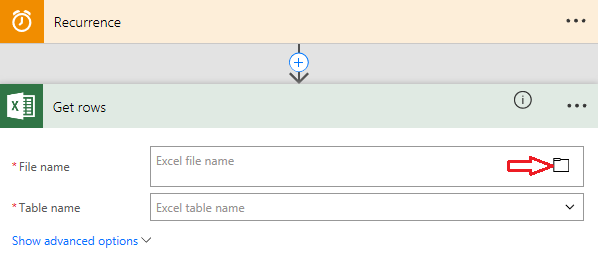 Recurrence
Get rows
* File name
Excel file name
* Table name
Excel table name
Show advanced options